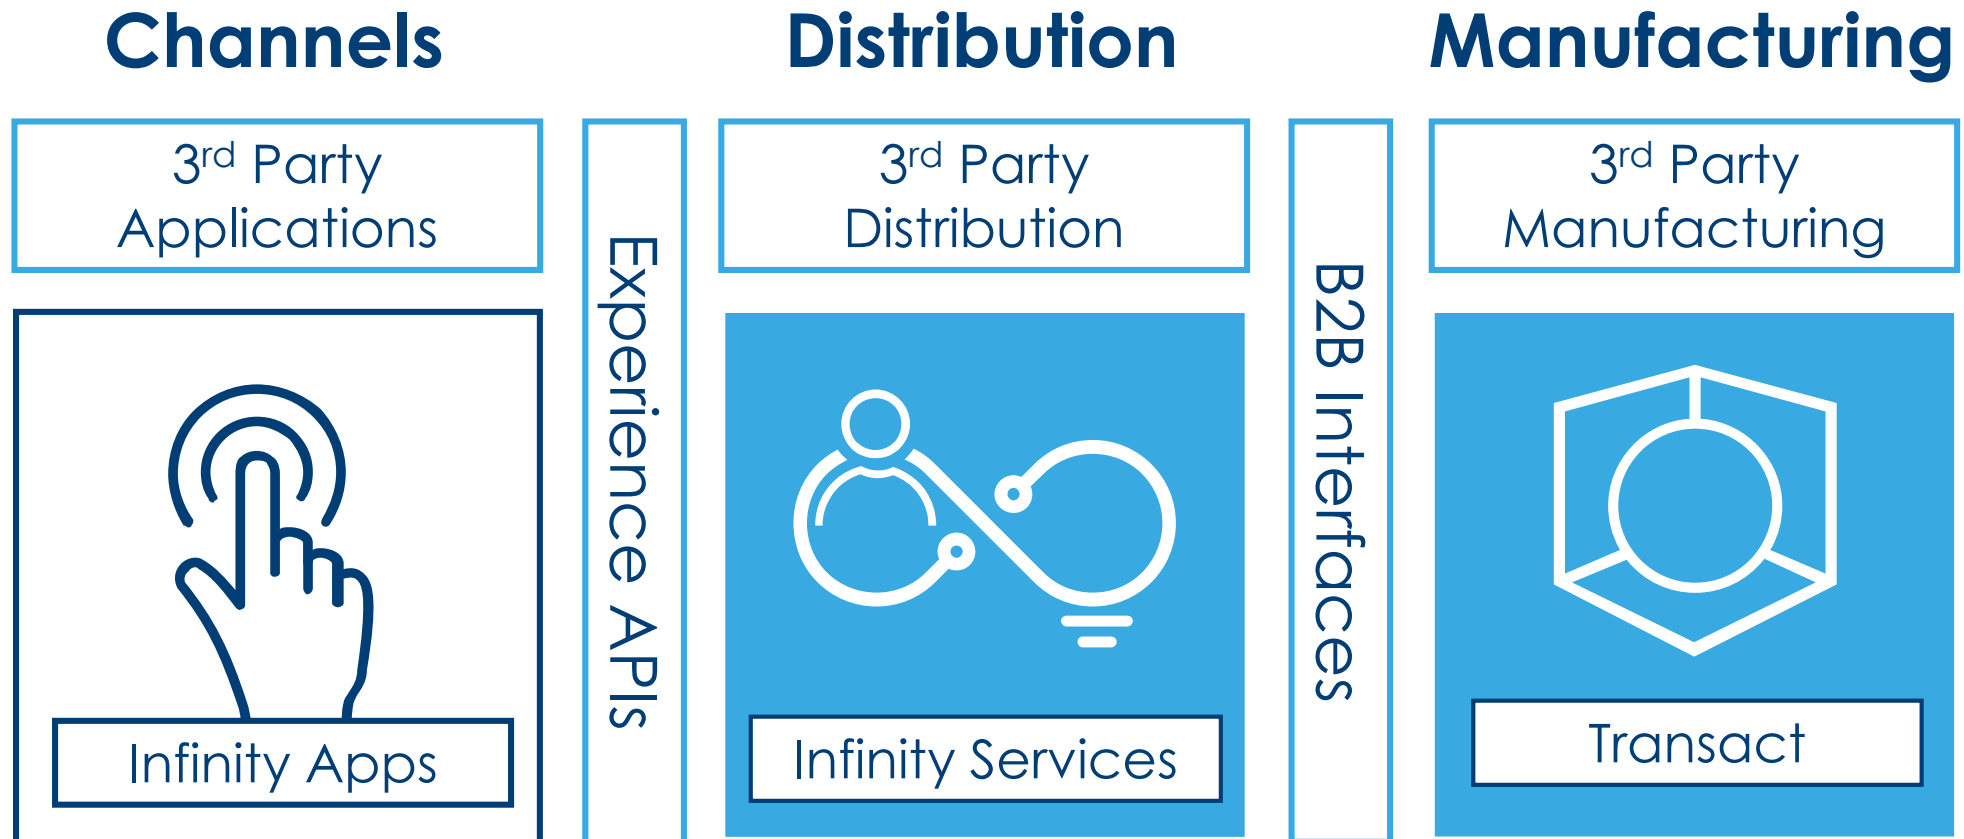 Channels
Distribution
Manufacturing
3rd Party
Applications
Experience APIs
3rd Party
Distribution
B2B Interfaces
3rd Party
Manufacturing
Infinity Apps
Infinity Services
Transact